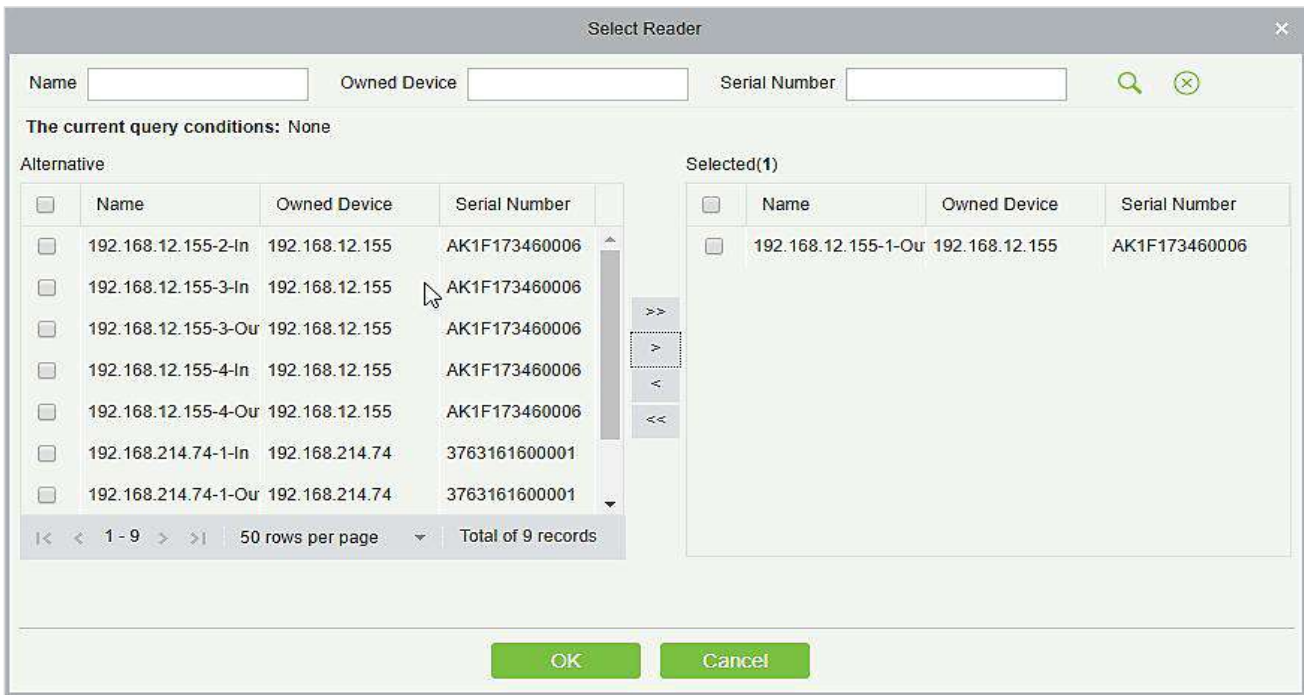 Select Reader ×
Name Owned Device Serial Number
The current query conditions: None
Alternative
Selected(1)
Name Owned Device Serial Number
Name Owned Device Serial Number
192.168.12.155-2-In 192.168.12.155 AK1F173460006
192.168.12.155-1-Ou 192.168.12.155 AK1F173460006
192.168.12.155-3-In 192.168.12.155 AK1F173460006
>>
192.168.12.155-3-Ou 192.168.12.155 AK1F173460006
>
192.168.12.155-4-In 192.168.12.155 AK1F173460006
<
192.168.12.155-4-Ou 192.168.12.155 AK1F173460006
<<
192.168.214.74-1-In 192.168.214.74 3763161600001
192.168.214.74-1-Ou 192.168.214.74 3763161600001
|< < 1 - 9 > >| 50 rows per page Total of 9 records
OK Cancel